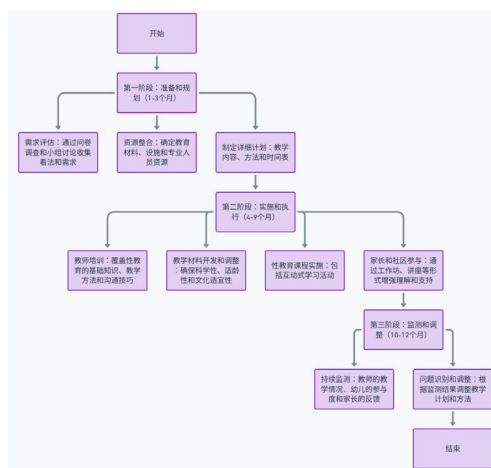 开始
第一阶段：准备和规
划（1-3个月）
需求评估：通过问卷
调查和小组讨论收集
看法和需求
资源整合：确定教育
材料、设施和专业人
员资源
制定详细计划：教学
内容、方法和时间表
第二阶段：实施和执
行（4-9个月）
教师培训：覆盖性教
育的基础知识、教学
方法和沟通技巧
教学材料开发和调整
：确保科学性、适龄
性和文化适宜性
性教育课程实施：包
括互动式学习活动
家长和社区参与：通
过工作坊、讲座等形
式增强理解和支持
第三阶段：监测和调
整（10-12个月）
持续监测：教师的教
学情况、幼儿的参与
度和家长的反馈
问题识别和调整：根
据监测结果调整教学
计划和方法
结束